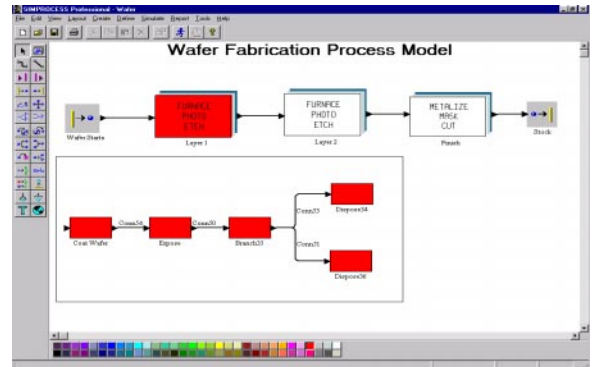 SIMPROCESS Professional - Wafer
File Edit View Layout Create Define Simulate Report Tools Help
Wafer Fabrication Process Model
FURNACE
PHOTO
ETCH
FURNACE
PHOTO
ETCH
METALIZE
MASK
CUT
Wafer Starts
Layer 1
Layer 2
Finish
Stock
Conn33
Dispose34
Conn56
Conn30
Coat Wafer
Expose
Branch33
Conn31
Dispose36